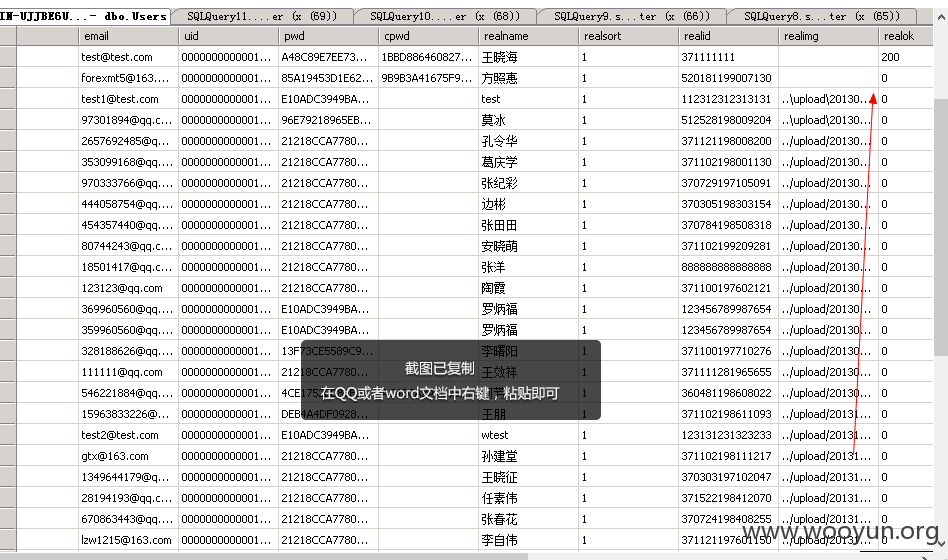 IN-UJJBE6U...- dbo.Users SQLQuery11....er (x (69)) SQLQuery10....er (x (68)) SQLQuery9.s...ter (x (66)) SQLQuery8.s...ter (x (65))
email uid pwd cpwd realname realsort realid realimg realok
test@test.com 0000000000001... A48C89E7EE73... 1BBD886460827... 王晓海 1 371111111 200
forexmt5@163.... 0000000000001... 85A19453D1E62... 9B9B3A41675F9... 方照惠 1 520181199007130 0
test1@test.com 0000000000001... E10ADC3949BA... test 1 112312312313131 ..\upload\20130... 0
97301894@qq.c... 0000000000001... 96E79218965EB... 莫冰 1 512528198009204 ..\upload\20130... 0
2657692485@q... 0000000000001... 21218CCA7780... 孔令华 1 371121198008200 ../upload/20130... 0
353099168@qq.... 0000000000001... 21218CCA7780... 葛庆学 1 371102198001130 ../upload/20130... 0
970333766@qq.... 0000000000001... 21218CCA7780... 张纪彩 1 370729197105091 ../upload/20130... 0
444058754@qq.... 0000000000001... 21218CCA7780... 边彬 1 370305198303154 ../upload/20130... 0
454357440@qq.... 0000000000001... 21218CCA7780... 张田田 1 370784198508318 ../upload/20130... 0
80744243@qq.c... 0000000000001... 21218CCA7780... 安晓萌 1 371102199209281 ../upload/20130... 0
18501417@qq.c... 0000000000001... 21218CCA7780... 张洋 1 888888888888888 ../upload/20130... 0
123123@qq.com 0000000000001... 21218CCA7780... 陶霞 1 371100197602121 ../upload/20130... 0
369960560@qq.... 0000000000001... E10ADC3949BA... 罗炳福 1 123456789987654 ../upload/20130... 0
359960560@qq.... 0000000000001... E10ADC3949BA... 罗炳福 1 123456789987654 ../upload/20130... 0
328188626@qq.... 0000000000001... 13F73CE5589C9... 李曙阳 1 371100197710276 ../upload/20130... 0
111111@qq.com 0000000000001... 21218CCA7780... 王效祥 1 371111281965655 ../upload/20130... 0
截图已复制
在QQ或者word文档中右键，粘贴即可
546221884@qq.... 0000000000001... 1 360481198608022 ../upload/20130... 0
15963833226@... 0000000000001... DEB4A4DF0928... 王朋 1 371102198611093 ../upload/20131... 0
test2@test.com 0000000000001... E10ADC3949BA... wtest 1 123131231323233 ../upload/20131... 0
gtx@163.com 0000000000001... 21218CCA7780... 孙建堂 1 371102198111217 ../upload/20131... 0
1349644179@q... 0000000000001... 21218CCA7780... 王晓征 1 370303197102047 ../upload/20131... 0
28194193@qq.c... 0000000000001... 21218CCA7780... 任素伟 1 371522198412070 ../upload/20131... 0
670863443@qq.... 0000000000001... 21218CCA7780... 张春花 1 370724198408255 ../upload/20131... 0
lzw1215@163.com 0000000000001... 21218CCA7780... 李自伟 1 371121197601150 ../upload/20131... 0
www.wooyun.org